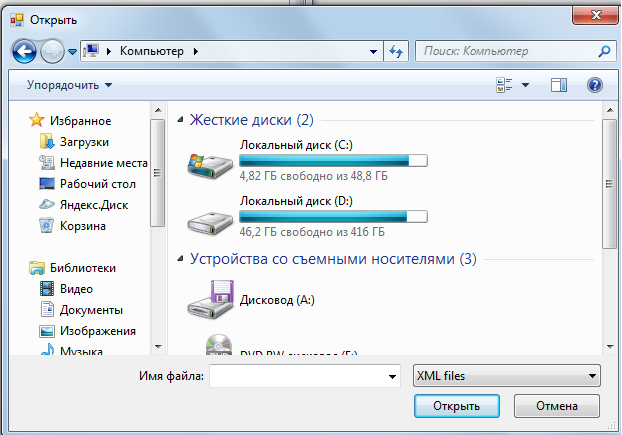 Открыть
Компьютер
Поиск: Компьютер
Упорядочить
Избранное
Загрузки
Недавние места
Рабочий стол
Яндекс.Диск
Корзина
Библиотеки
Видео
Документы
Изображения
Музыка
Жесткие диски (2)
Локальный диск (C:)
4,82 ГБ свободно из 48,8 ГБ
Локальный диск (D:)
46,2 ГБ свободно из 416 ГБ
Устройства со съемными носителями (3)
Дисковод (A:)
DVD RW дисковод
Имя файла:
XML files
Открыть
Отмена